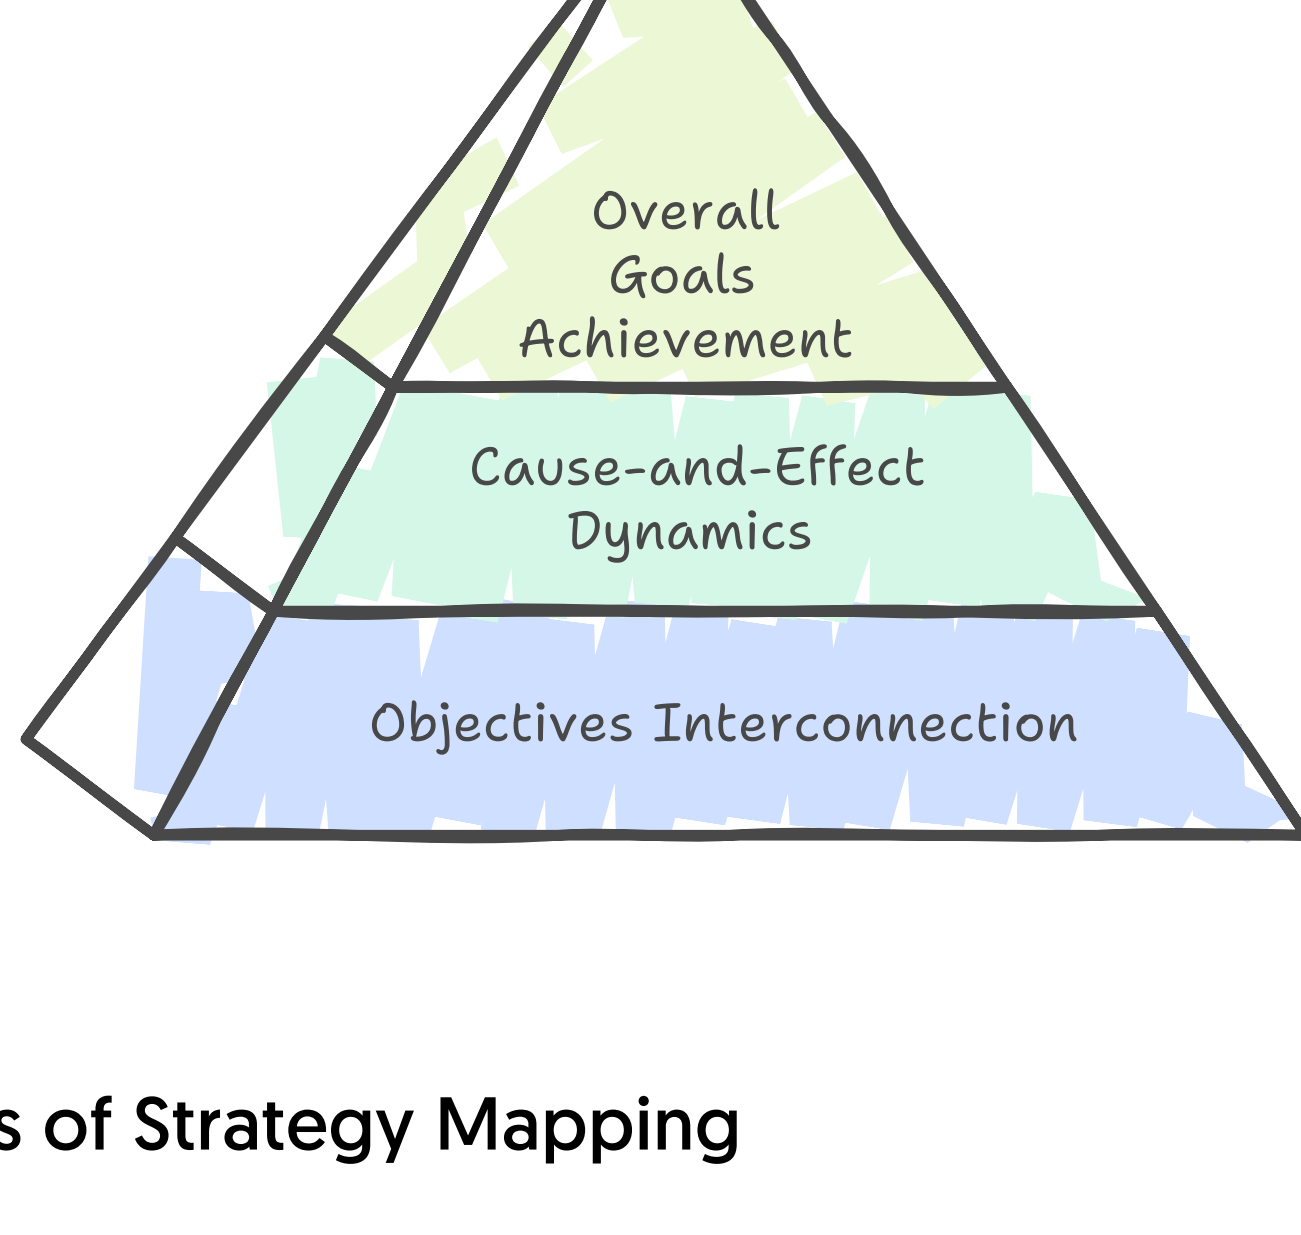 Overall
Goals
Achievement
Cause-and-Effect
Dynamics
Objectives Interconnection
of Strategy Mapping